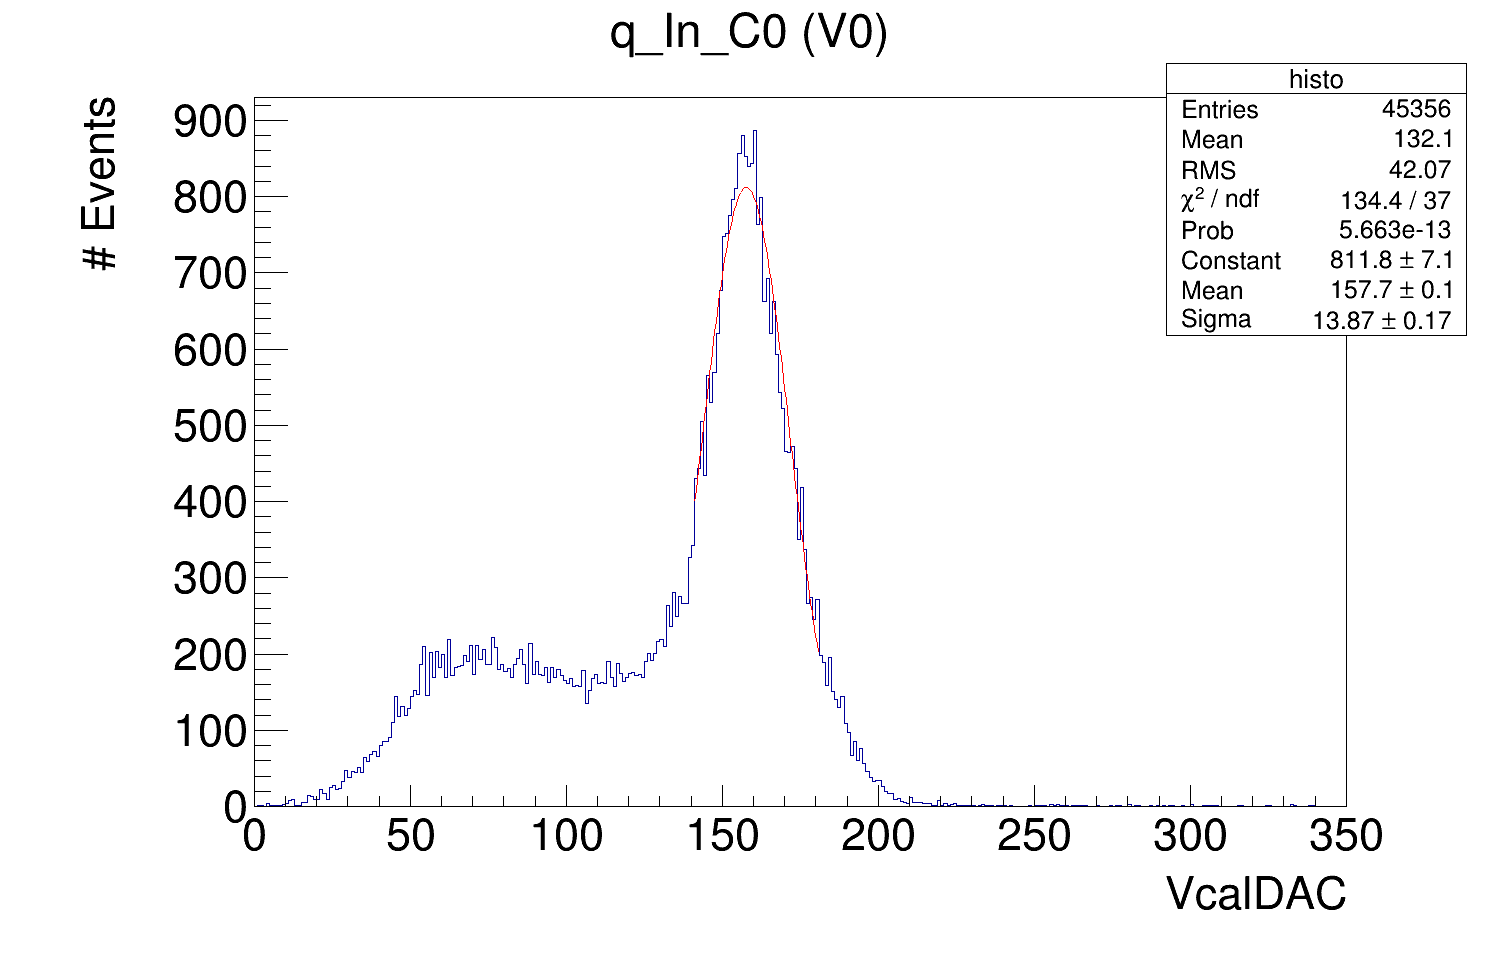 q_In_C0 (V0)
histo
Entries 45356
Mean 132.1
RMS 42.07
χ² / ndf 134.4 / 37
Prob 5.663e-13
Constant 811.8 ± 7.1
Mean 157.7 ± 0.1
Sigma 13.87 ± 0.17
# Events
900
800
700
600
500
400
300
200
100
0
0 50 100 150 200 250 300 350
VcalDAC